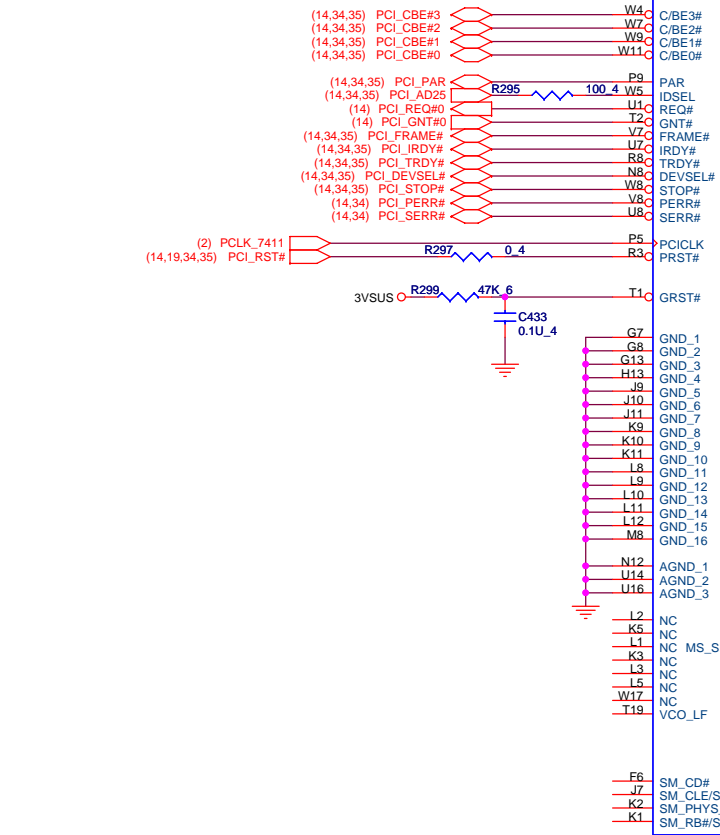 (14,34,35) PCI_CBE#3 W4 C/BE3#
(14,34,35) PCI_CBE#2 W7 C/BE2#
(14,34,35) PCI_CBE#1 W9 C/BE1#
(14,34,35) PCI_CBE#0 W11 C/BE0#
(14,34,35) PCI_PAR P9 PAR
(14,34,35) PCI_AD25 R295 100_4 W5 IDSEL
(14) PCI_REQ#0 U1 REQ#
(14) PCI_GNT#0 T2 GNT#
(14,34,35) PCI_FRAME# V7 FRAME#
(14,34,35) PCI_IRDY# U7 IRDY#
(14,34,35) PCI_TRDY# R8 TRDY#
(14,34,35) PCI_DEVSEL# N8 DEVSEL#
(14,34,35) PCI_STOP# W8 STOP#
(14,34) PCI_PERR# V8 PERR#
(14,34) PCI_SERR# U8 SERR#
(2) PCLK_7411 P5 PCICLK
(14,19,34,35) PCI_RST# R297 0_4 R3 PRST#
3VSUS R299 47K_6 T1 GRST#
C433
0.1U_4
G7 GND_1
G8 GND_2
G13 GND_3
H13 GND_4
J9 GND_5
J10 GND_6
J11 GND_7
K9 GND_8
K10 GND_9
K11 GND_10
L8 GND_11
L9 GND_12
L10 GND_13
L11 GND_14
L12 GND_15
M8 GND_16
N12 AGND_1
U14 AGND_2
U16 AGND_3
L2 NC
K5 NC
L1 NC MS_S
K3 NC
L3 NC
L5 NC
W17 NC
T19 VCO_LF
F6 SM_CD#
J7 SM_CLE/S
K2 SM_PHYS_
K1 SM_RB#/S